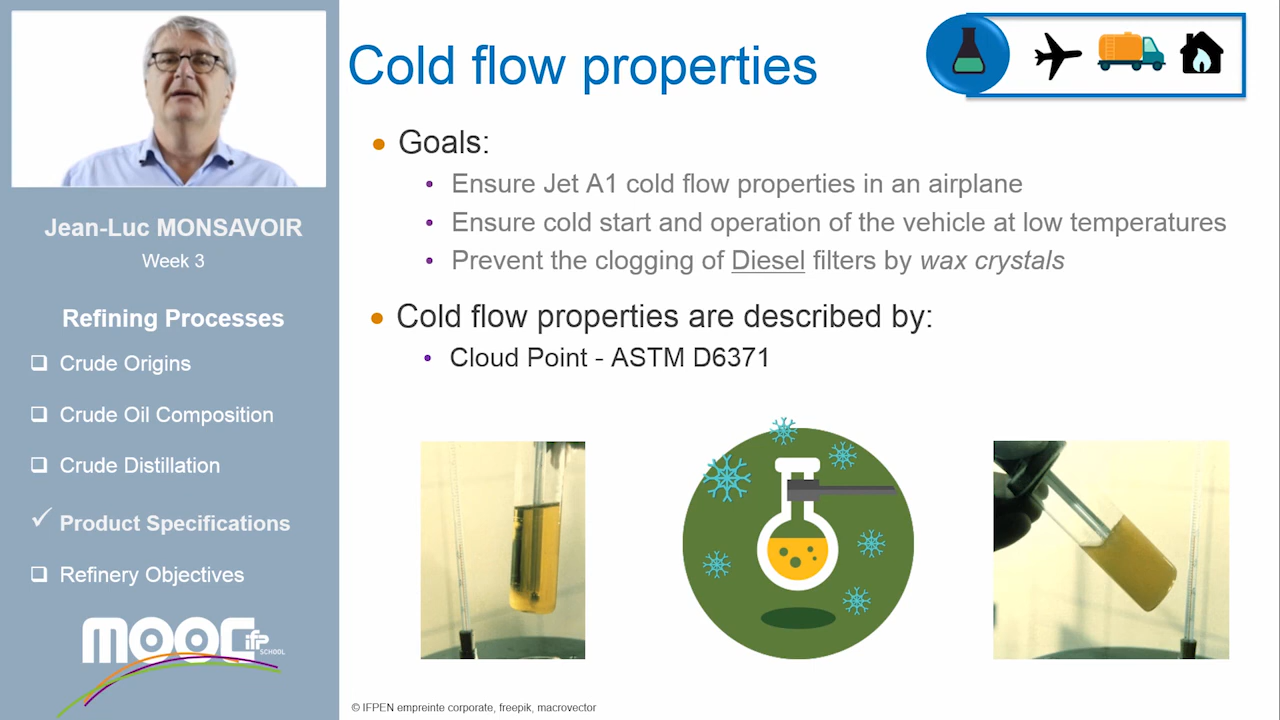 Cold flow properties
Goals:
Ensure Jet A1 cold flow properties in an airplane
Ensure cold start and operation of the vehicle at low temperatures
Prevent the clogging of Diesel filters by wax crystals
Cold flow properties are described by:
Cloud Point - ASTM D6371
Jean-Luc MONSAVOIR
Week 3
Refining Processes
Crude Origins
Crude Oil Composition
Crude Distillation
Product Specifications
Refinery Objectives
MOOC ifp
SCHOOL
© IFPEN empreinte corporate, freepik, macrovector